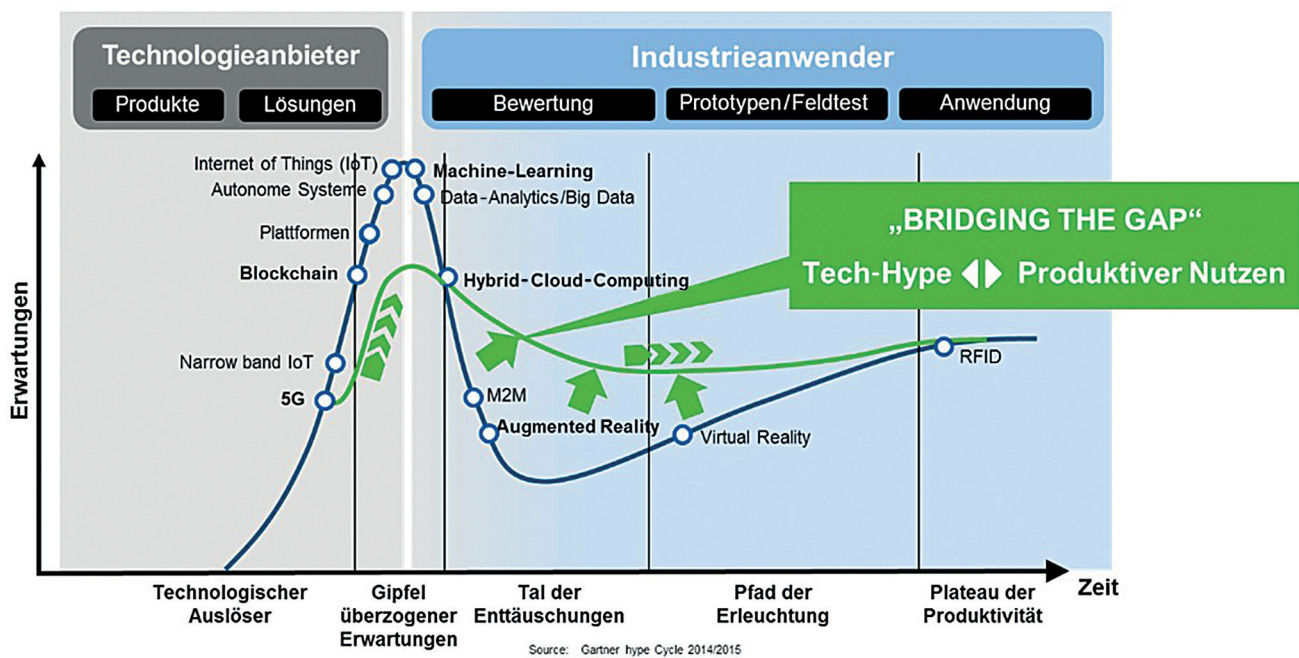 Technologieanbieter
Produkte
Lösungen
Industrieanwender
Bewertung
Prototypen/Feldtest
Anwendung
Erwartungen
Internet of Things (IoT)
Autonome Systeme
Plattformen
Blockchain
Narrow band IoT
5G
Machine-Learning
Data-Analytics/Big Data
Hybrid-Cloud-Computing
M2M
Augmented Reality
Virtual Reality
RFID
„BRIDGING THE GAP“
Tech-Hype Produktiver Nutzen
Technologischer
Auslöser
Gipfel
überzogener
Erwartungen
Tal der
Enttäuschungen
Pfad der
Erleuchtung
Plateau der
Produktivität
Zeit
Source: Gartner hype Cycle 2014/2015